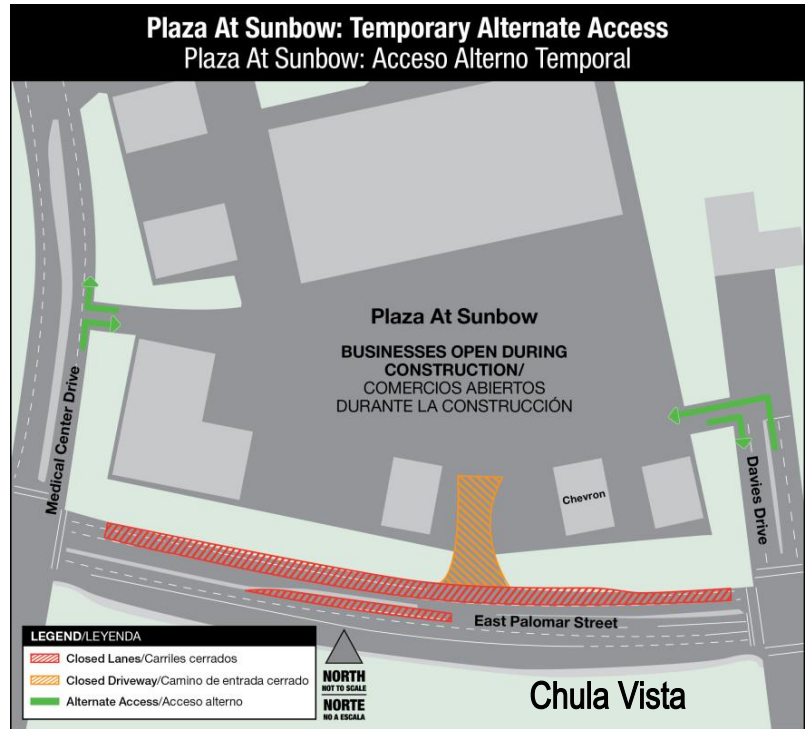 Plaza At Sunbow: Temporary Alternate Access
Plaza At Sunbow: Acceso Alterno Temporal
Plaza At Sunbow
BUSINESSES OPEN DURING
CONSTRUCTION/
COMERCIOS ABIERTOS
DURANTE LA CONSTRUCCIÓN
Medical Center Drive
Chevron
Davies Drive
East Palomar Street
LEGEND/LEYENDA
Closed Lanes/Carriles cerrados
Closed Driveway/Camino de entrada cerrado
Alternate Access/Acceso alterno
NORTH
NOT TO SCALE
NORTE
NO A ESCALA
Chula Vista